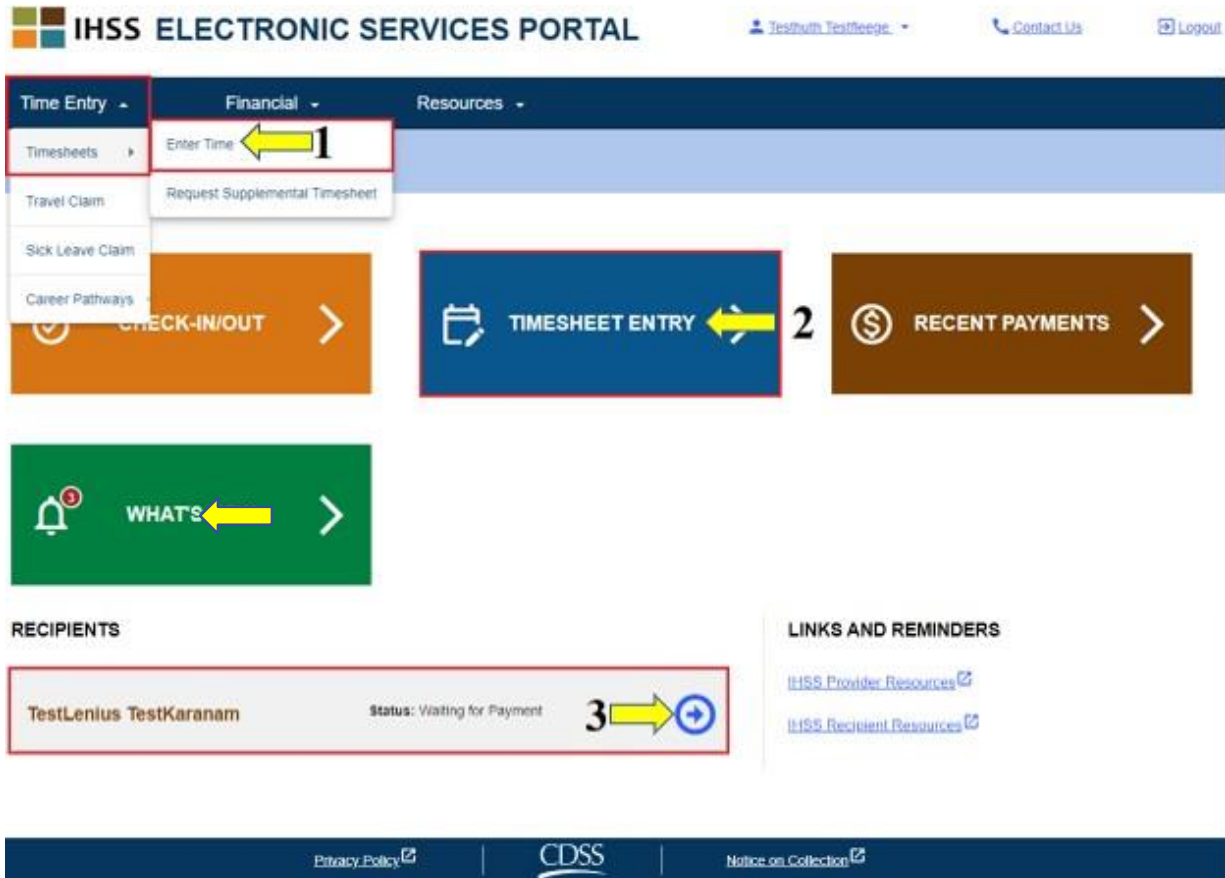 IHSS ELECTRONIC SERVICES PORTAL
Testhuth Testfleege
Contact Us
Logout
Time Entry
Financial
Resources
Timesheets
Enter Time
1
Travel Claim
Request Supplemental Timesheet
Sick Leave Claim
Career Pathways
CHECK-IN/OUT
TIMESHEET ENTRY
2
RECENT PAYMENTS
3
WHAT'S
RECIPIENTS
LINKS AND REMINDERS
IHSS Provider Resources
TestLenius TestKaranam
Status: Waiting for Payment
3
IHSS Recipient Resources
Privacy Policy
CDSS
Notice on Collection